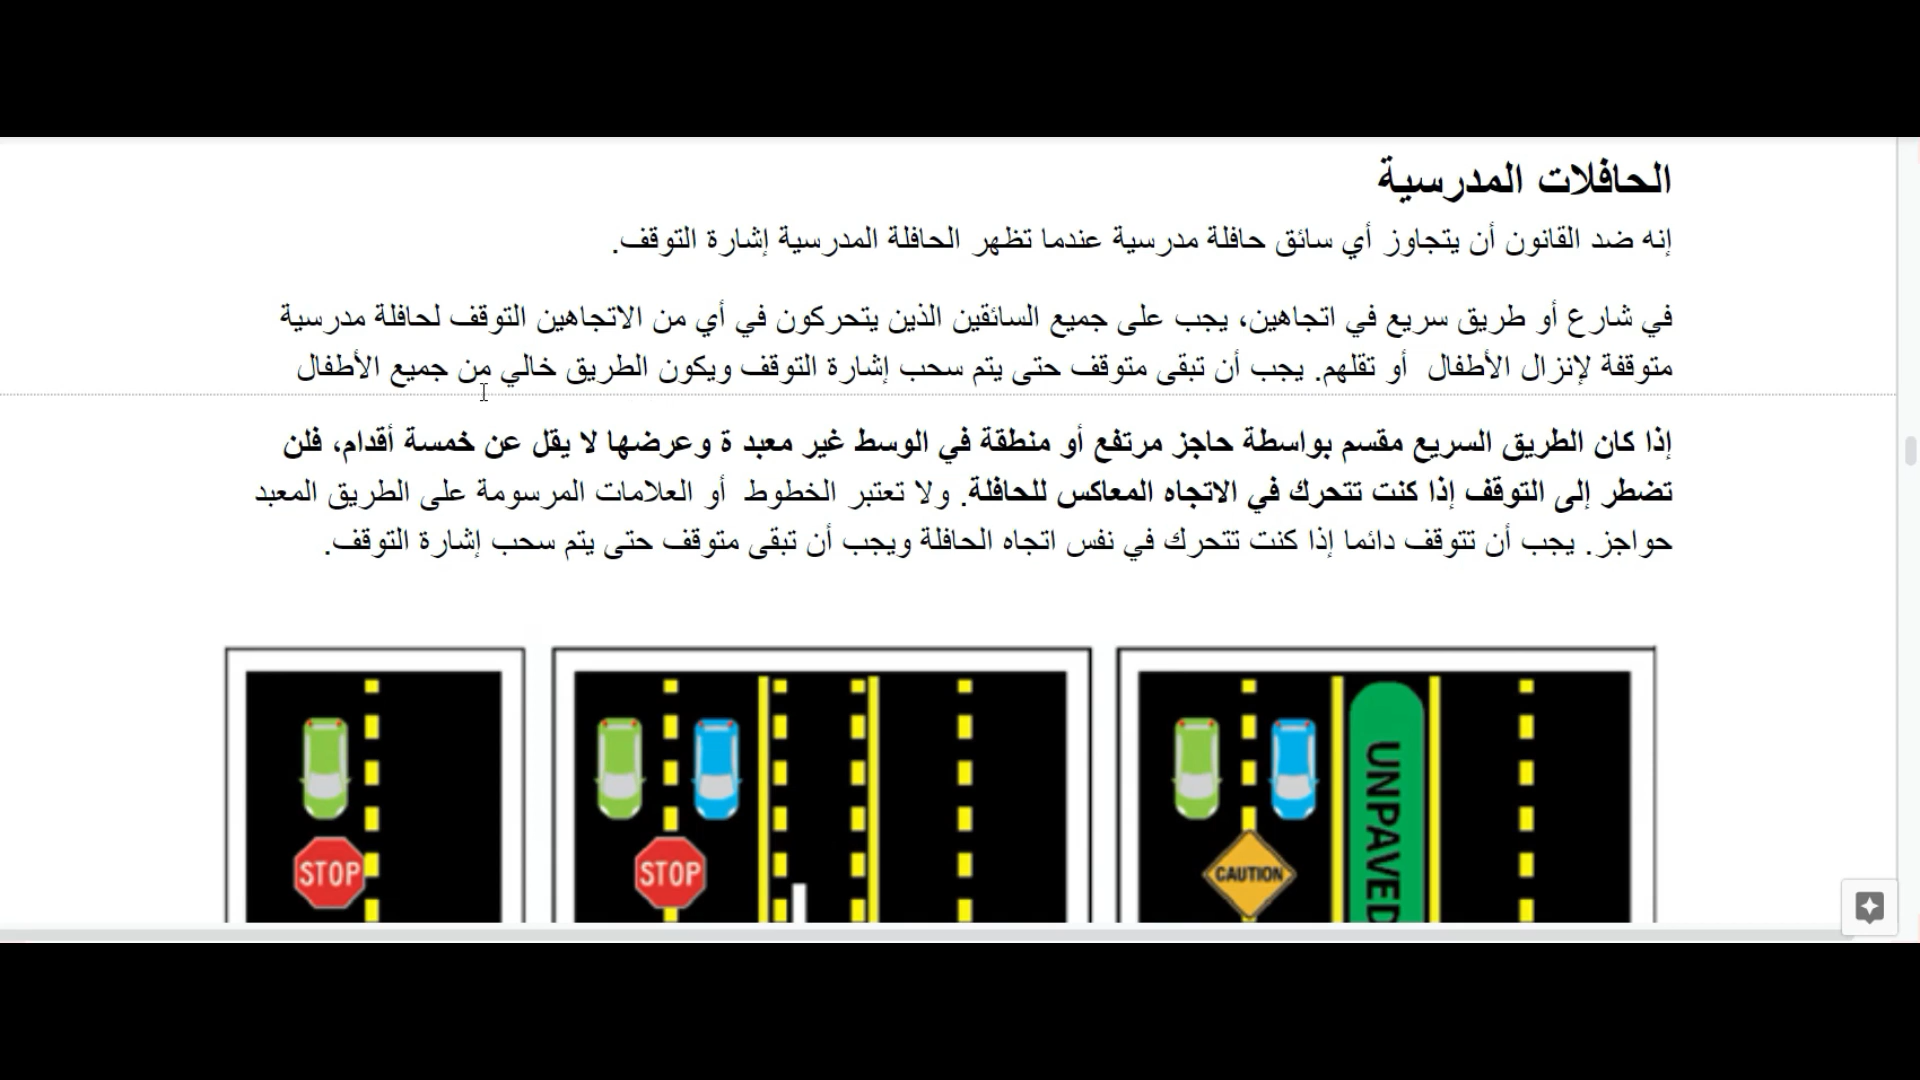 الحافلات المدرسية
إنه ضد القانون أن يتجاوز أي سائق حافلة مدرسية عندما تظهر الحافلة المدرسية إشارة التوقف.
في شارع أو طريق سريع في اتجاهين، يجب على جميع السائقين الذين يتحركون في أي من الاتجاهين التوقف لحافلة مدرسية
متوقفة لإنزال الأطفال أو تقلهم. يجب أن تبقى متوقف حتى يتم سحب إشارة التوقف ويكون الطريق خالي من جميع الأطفال
إذا كان الطريق السريع مقسم بواسطة حاجز مرتفع أو منطقة في الوسط غير معبد ة وعرضها لا يقل عن خمسة أقدام، فلن
تضطر إلى التوقف إذا كنت تتحرك في الاتجاه المعاكس للحافلة. ولا تعتبر الخطوط أو العلامات المرسومة على الطريق المعبد
حواجز. يجب أن تتوقف دائما إذا كنت تتحرك في نفس اتجاه الحافلة ويجب أن تبقى متوقف حتى يتم سحب إشارة التوقف.
UNPAVED
CAUTION
STOP
STOP